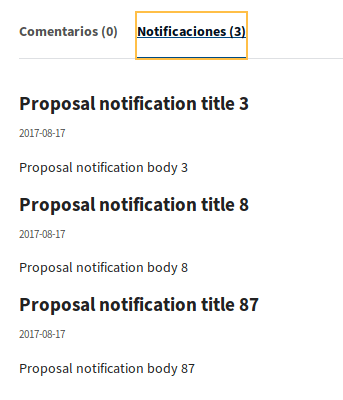 Comentarios (0) Notificaciones (3)
Proposal notification title 3
2017-08-17
Proposal notification body 3
Proposal notification title 8
2017-08-17
Proposal notification body 8
Proposal notification title 87
2017-08-17
Proposal notification body 87